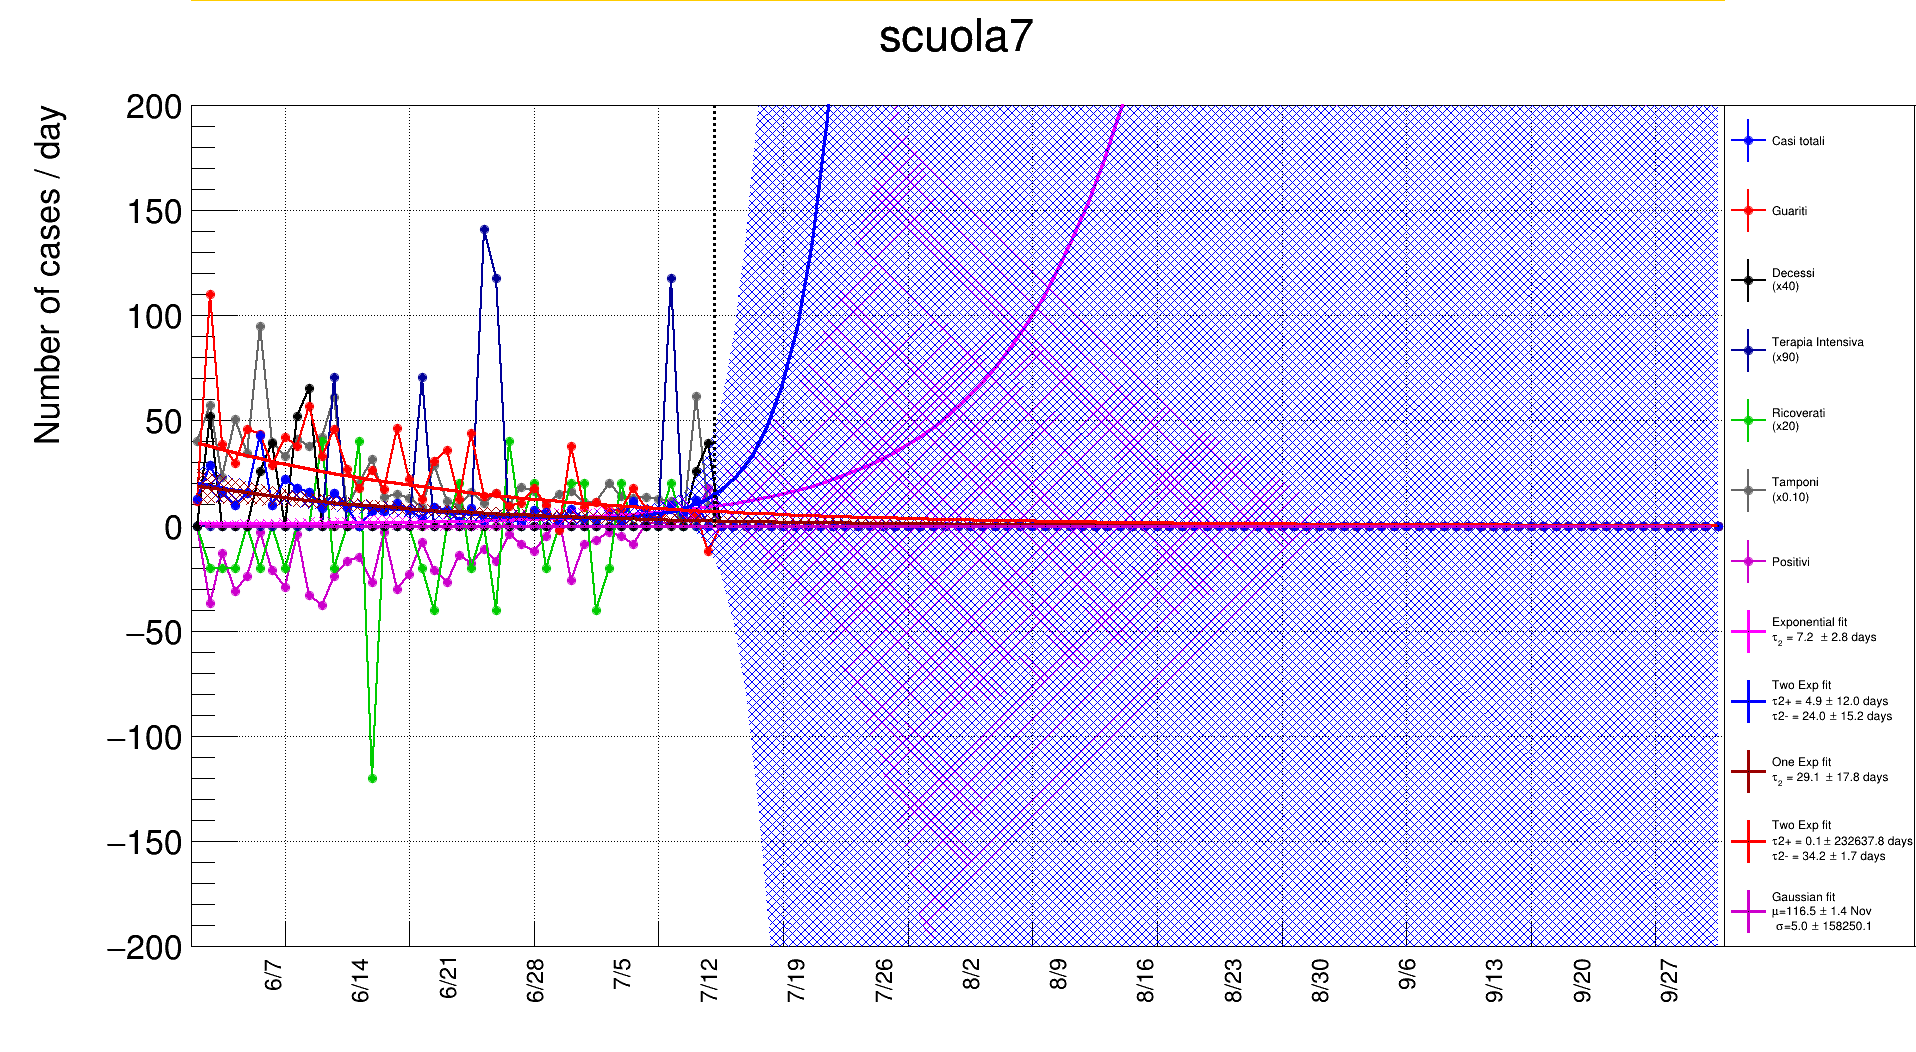 scuola7
Number of cases / day
200
150
100
50
0
−50
−100
−150
−200
6/7
6/14
6/21
6/28
7/5
7/12
7/19
7/26
8/2
8/9
8/16
8/23
8/30
9/6
9/13
9/20
9/27
Casi totali
Guariti
Decessi
(x40)
Terapia Intensiva
(x90)
Ricoverati
(x20)
Tamponi
(x0.10)
Positivi
Exponential fit
τ2 = 7.2 ± 2.8 days
Two Exp fit
τ2+ = 4.9 ± 12.0 days
τ2- = 24.0 ± 15.2 days
One Exp fit
τ2 = 29.1 ± 17.8 days
Two Exp fit
τ2+ = 0.1 ± 232637.8 days
τ2- = 34.2 ± 1.7 days
Gaussian fit
μ=116.5 ± 1.4 Nov
σ=5.0 ± 158250.1